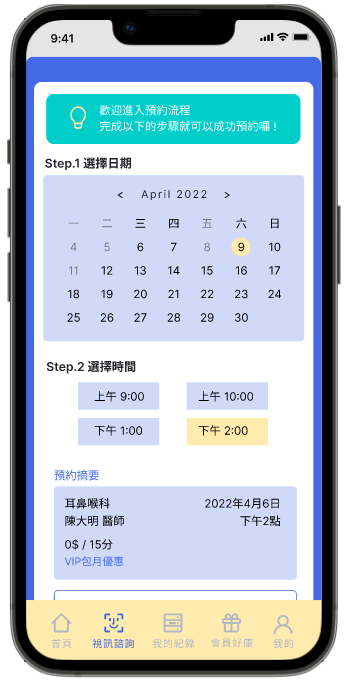 9:41
歡迎進入預約流程
完成以下的步驟就可以成功預約囉！
Step.1 選擇日期
< April 2022 >
一 二 三 四 五 六 日
4 5 6 7 8 9 10
11 12 13 14 15 16 17
18 19 20 21 22 23 24
25 26 27 28 29 30
Step.2 選擇時間
上午 9:00 上午 10:00
下午 1:00 下午 2:00
預約摘要
耳鼻喉科 2022年4月6日
陳大明 醫師 下午2點
0$ / 15分
VIP包月優惠
首頁 視訊諮詢 我的紀錄 會員好康 我的